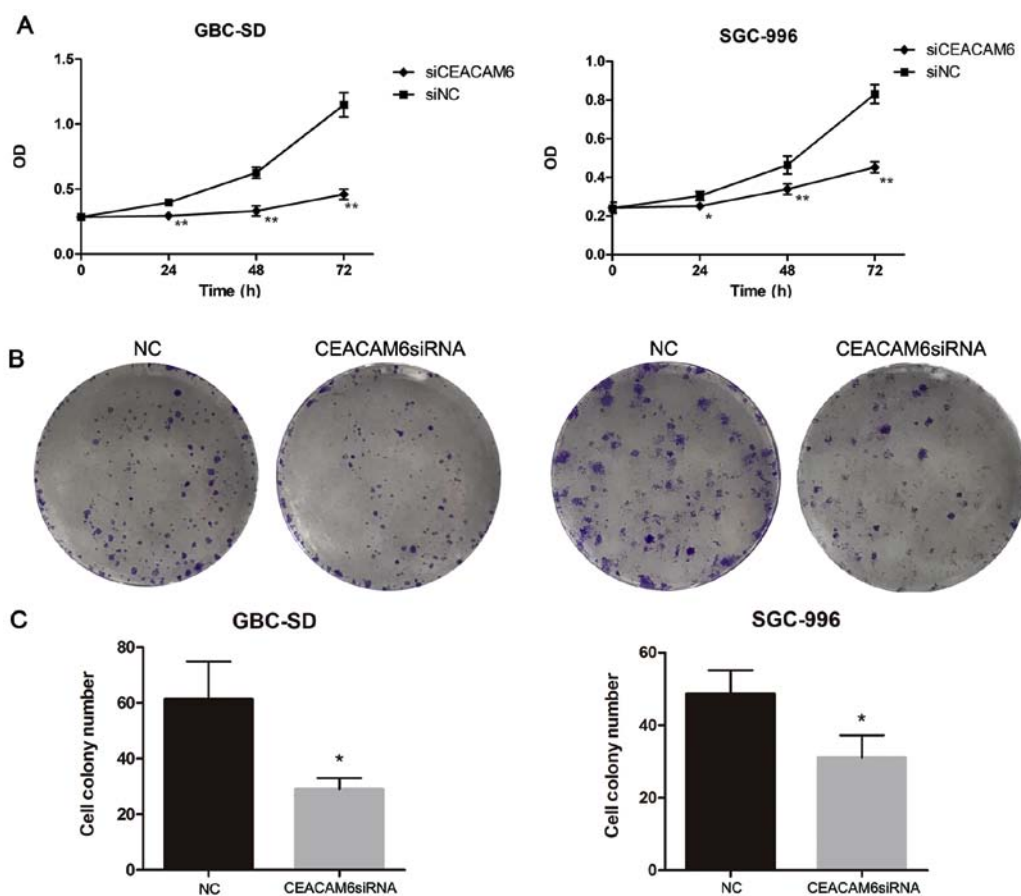 A
GBC-SD
siCEACAM6
siNC
OD
1.5
1.0
0.5
0.0
**
**
**
0
24
48
72
Time (h)
SGC-996
siCEACAM6
siNC
OD
1.0
0.8
0.6
0.4
0.2
0.0
*
**
**
0
24
48
72
Time (h)
B
NC
CEACAM6siRNA
NC
CEACAM6siRNA
C
GBC-SD
Cell colony number
80
60
40
20
0
*
NC
CEACAM6siRNA
SGC-996
Cell colony number
60
40
20
0
*
NC
CEACAM6siRNA